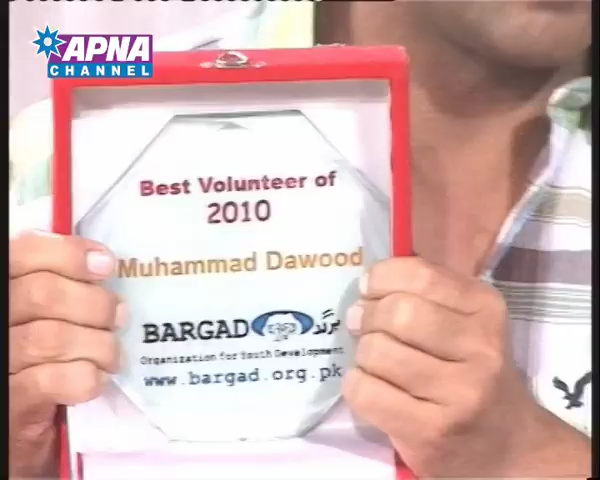 APNA
CHANNEL
Best Volunteer of
2010
Muhammad Dawood
BARGAD برگد
Organization for Youth Development
www.bargad.org.pk